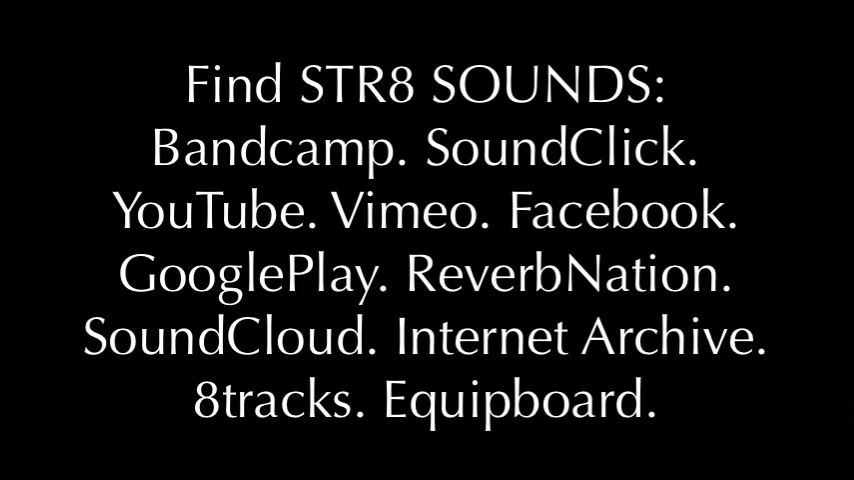 Find STR8 SOUNDS:
Bandcamp. SoundClick.
YouTube. Vimeo. Facebook.
GooglePlay. ReverbNation.
SoundCloud. Internet Archive.
8tracks. Equipboard.